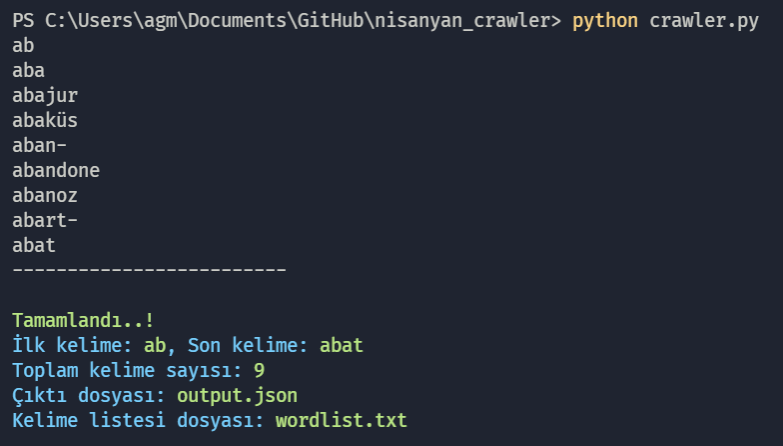 PS C:\Users\agm\Documents\GitHub\nisanyan_crawler> python crawler.py
ab
aba
abajur
abaküs
aban-
abandone
abanoz
abart-
abat
-------------------------
Tamamlandı..!
İlk kelime: ab, Son kelime: abat
Toplam kelime sayısı: 9
Çıktı dosyası: output.json
Kelime listesi dosyası: wordlist.txt